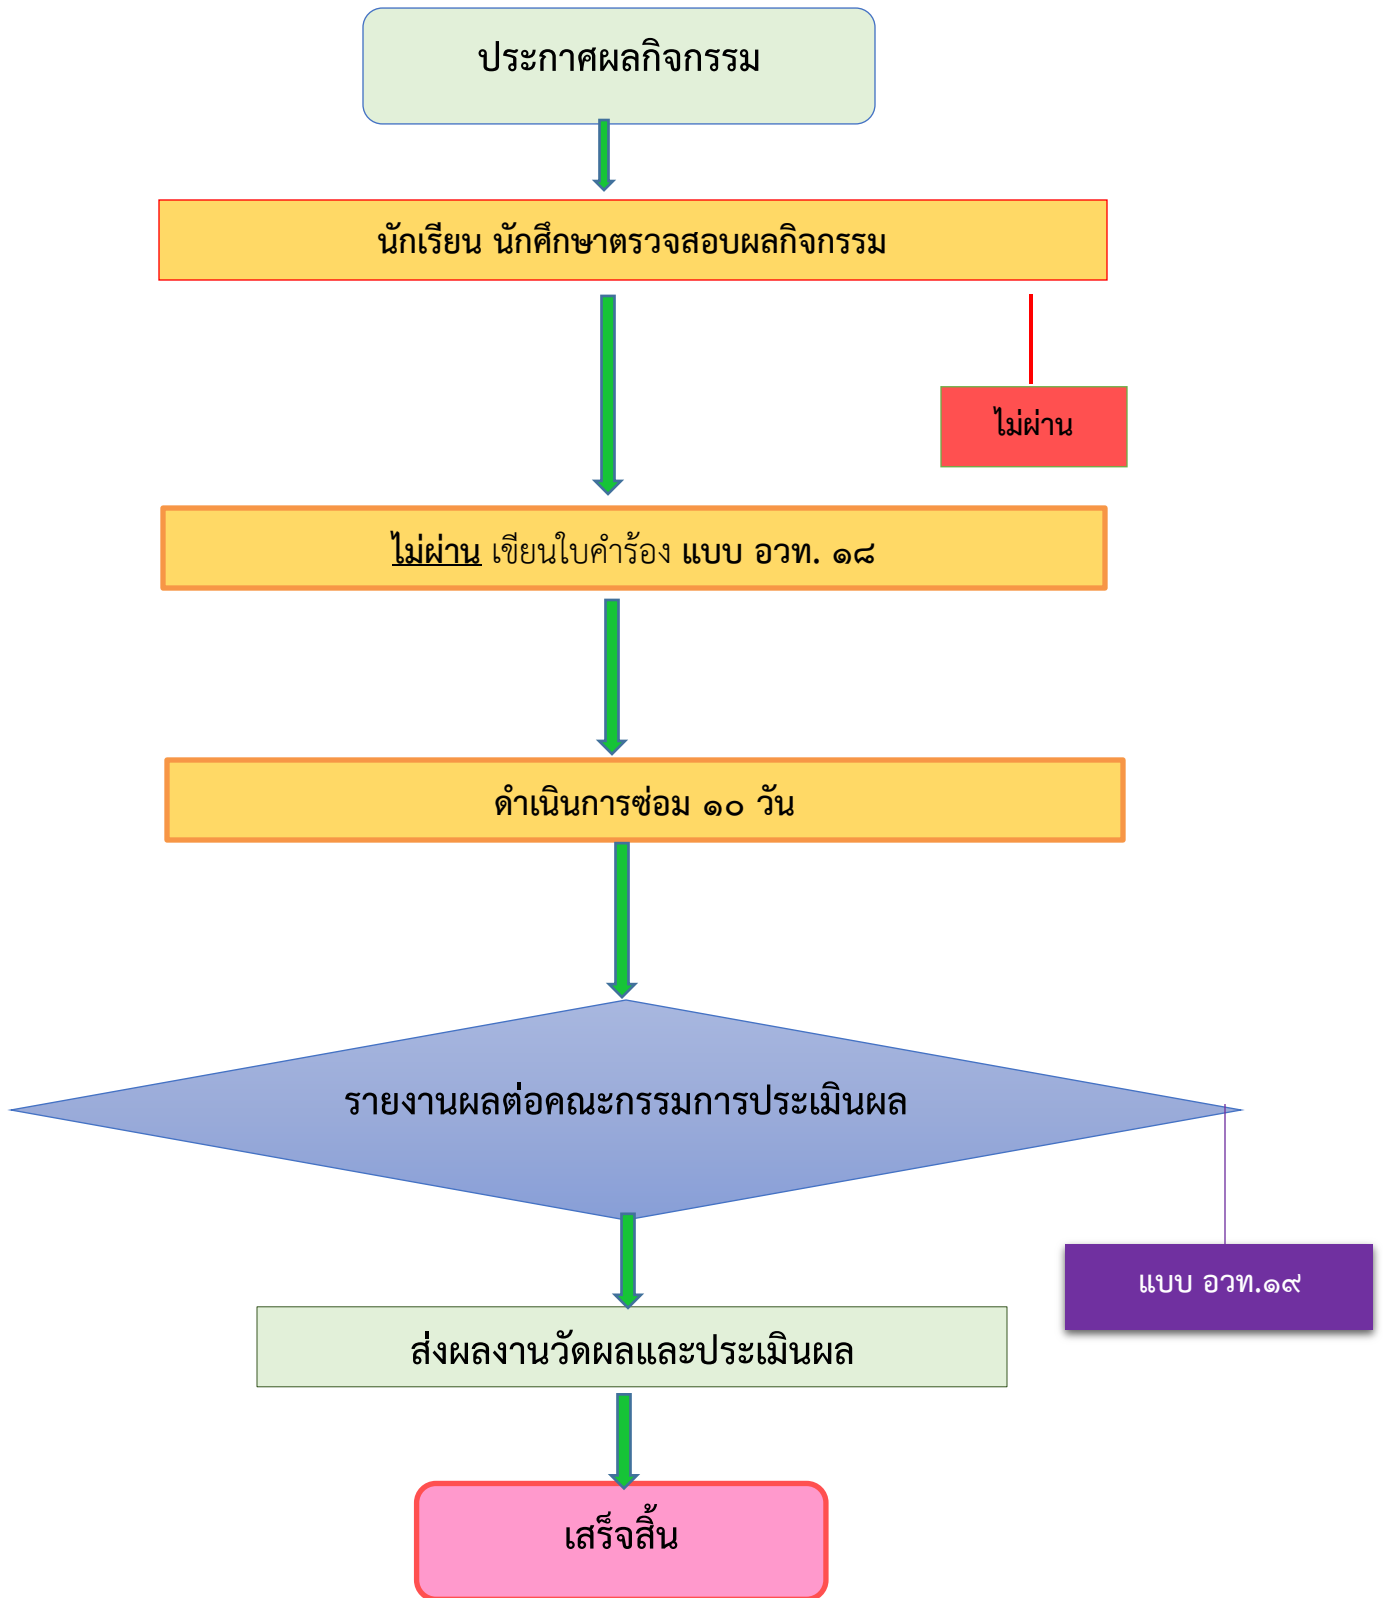 ประกาศผลกิจกรรม
นักเรียน นักศึกษาตรวจสอบผลกิจกรรม
ไม่ผ่าน
ไม่ผ่าน เขียนใบคำร้อง แบบ อวท. ๑๘
ดำเนินการซ่อม ๑๐ วัน
รายงานผลต่อคณะกรรมการประเมินผล
แบบ อวท.๑๙
ส่งผลงานวัดผลและประเมินผล
เสร็จสิ้น